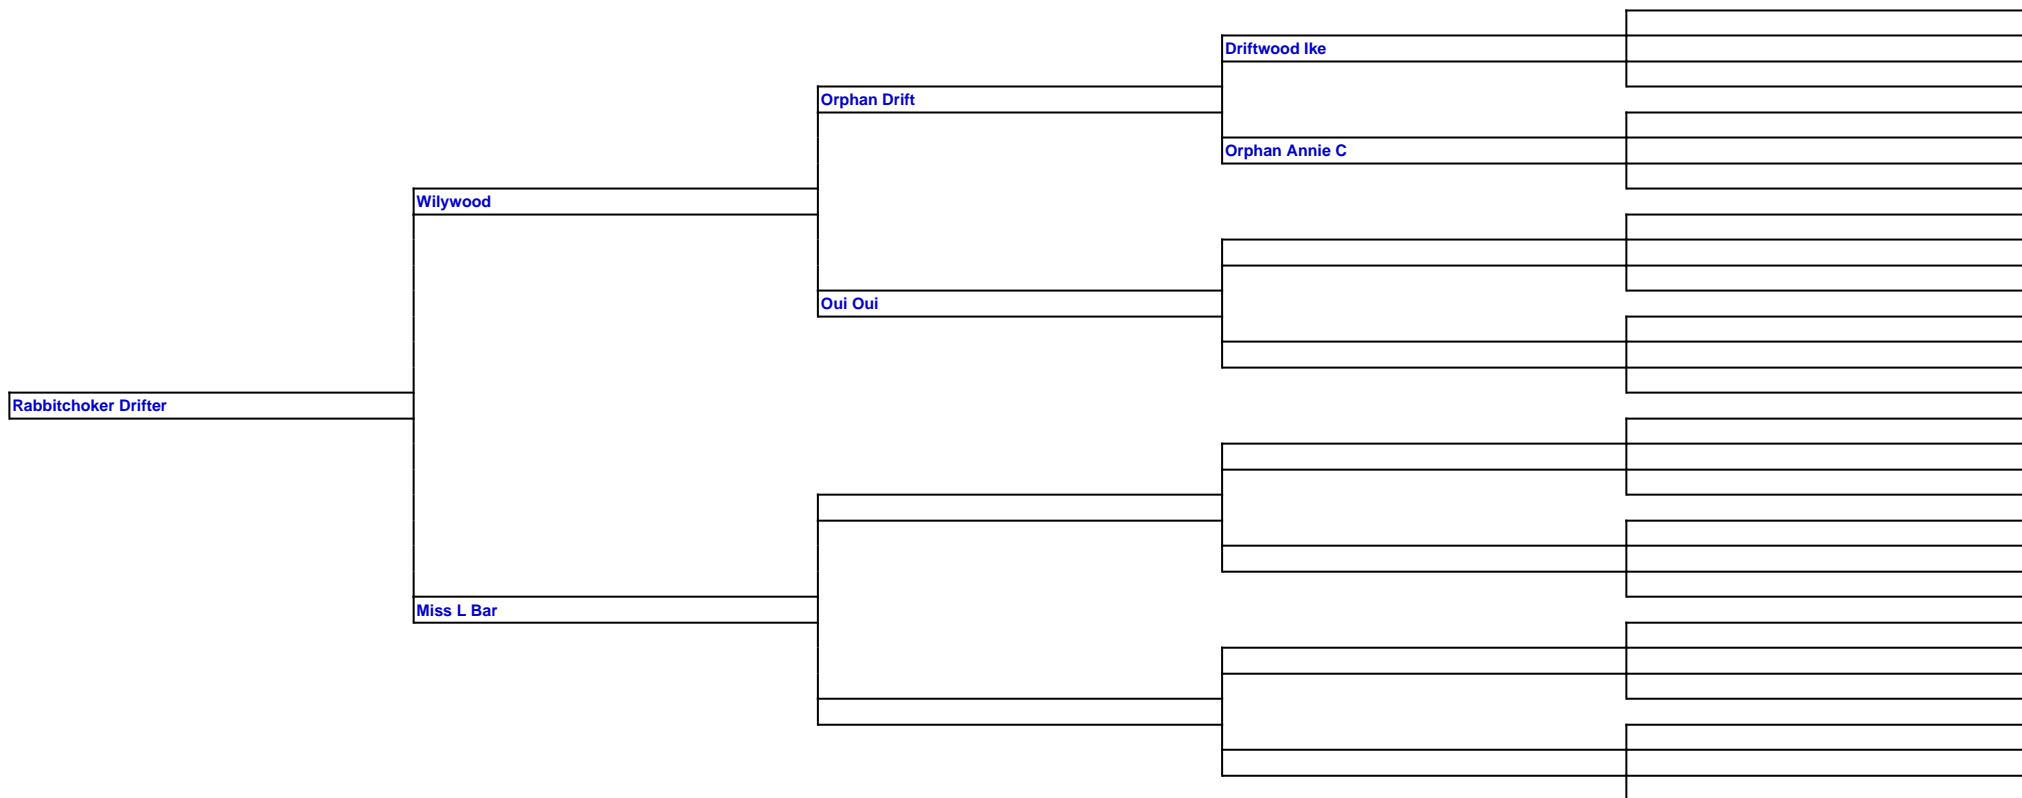 Driftwood Ike
Orphan Drift
Orphan Annie C
Wilywood
Oui Oui
Rabbitchoker Drifter
Miss L Bar